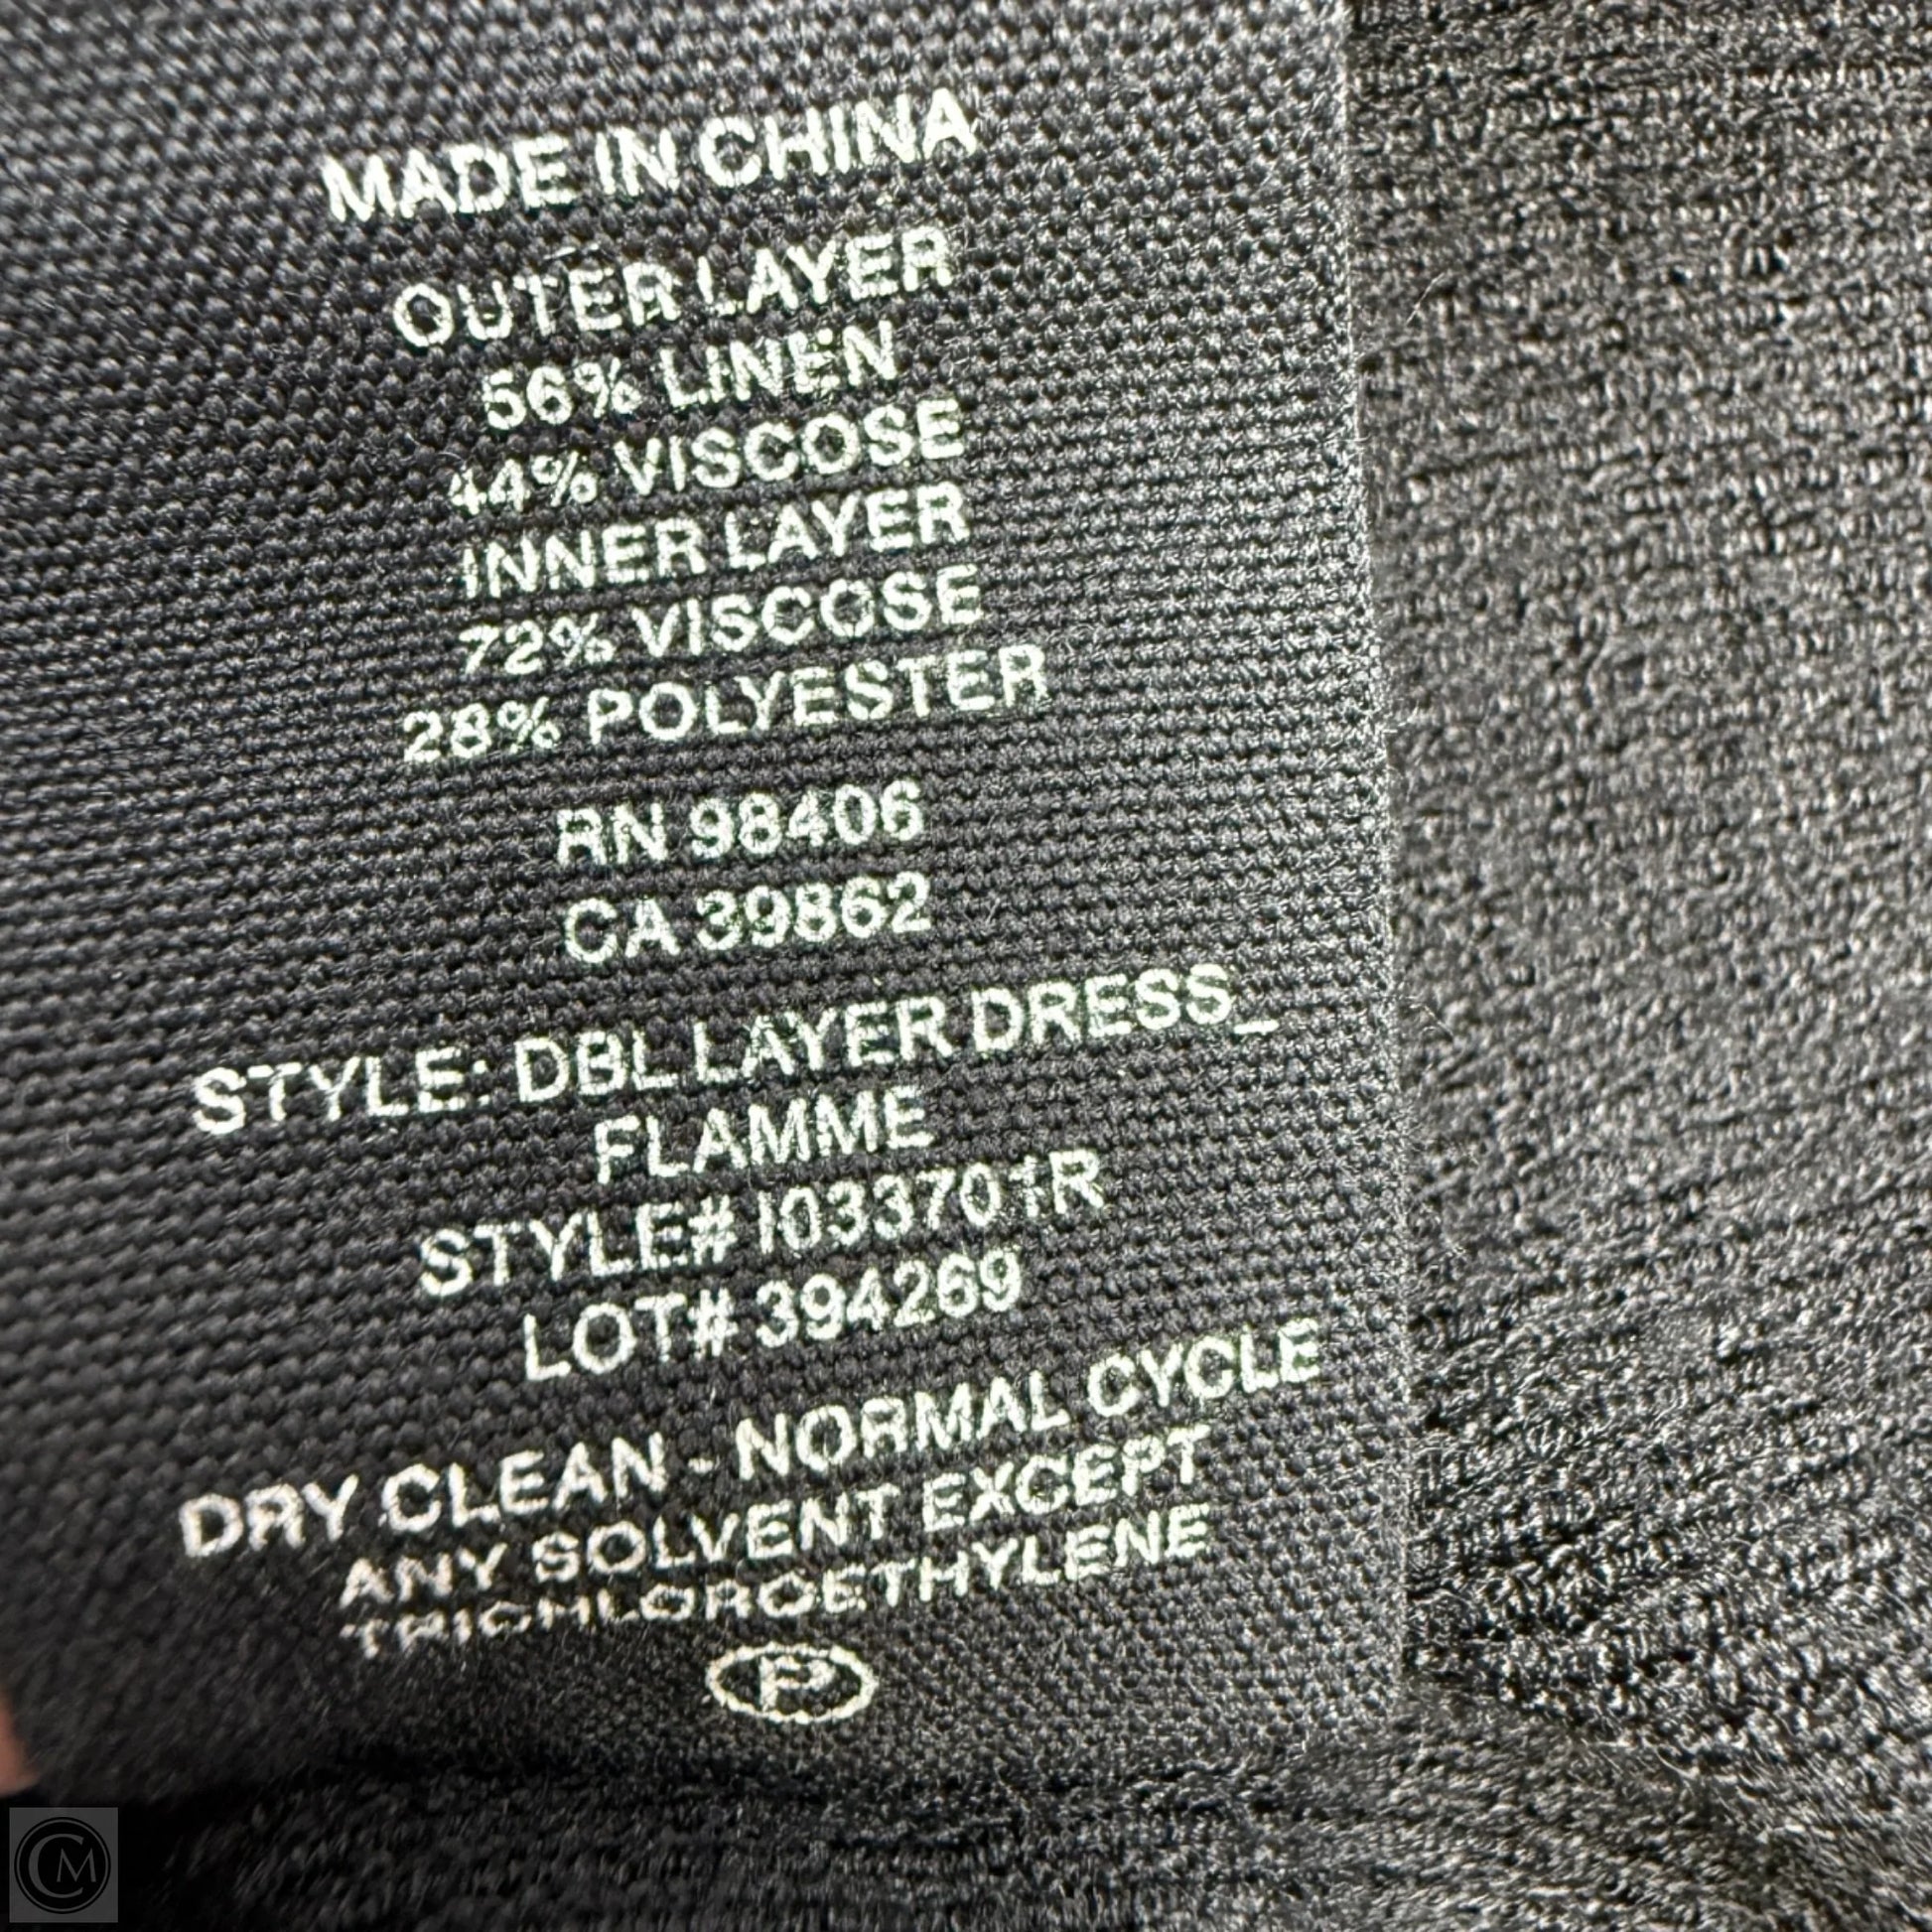 MADE IN CHINA
OUTER LAYER
56% LINEN
44% VISCOSE
INNER LAYER
72% VISCOSE
28% POLYESTER
RN 98406
CA 39862
STYLE: DBL LAYER DRESS_
FLAMME
STYLE# I033701R
LOT# 394269
DRY CLEAN - NORMAL CYCLE
ANY SOLVENT EXCEPT
TRICHLOROETHYLENE
P
CM